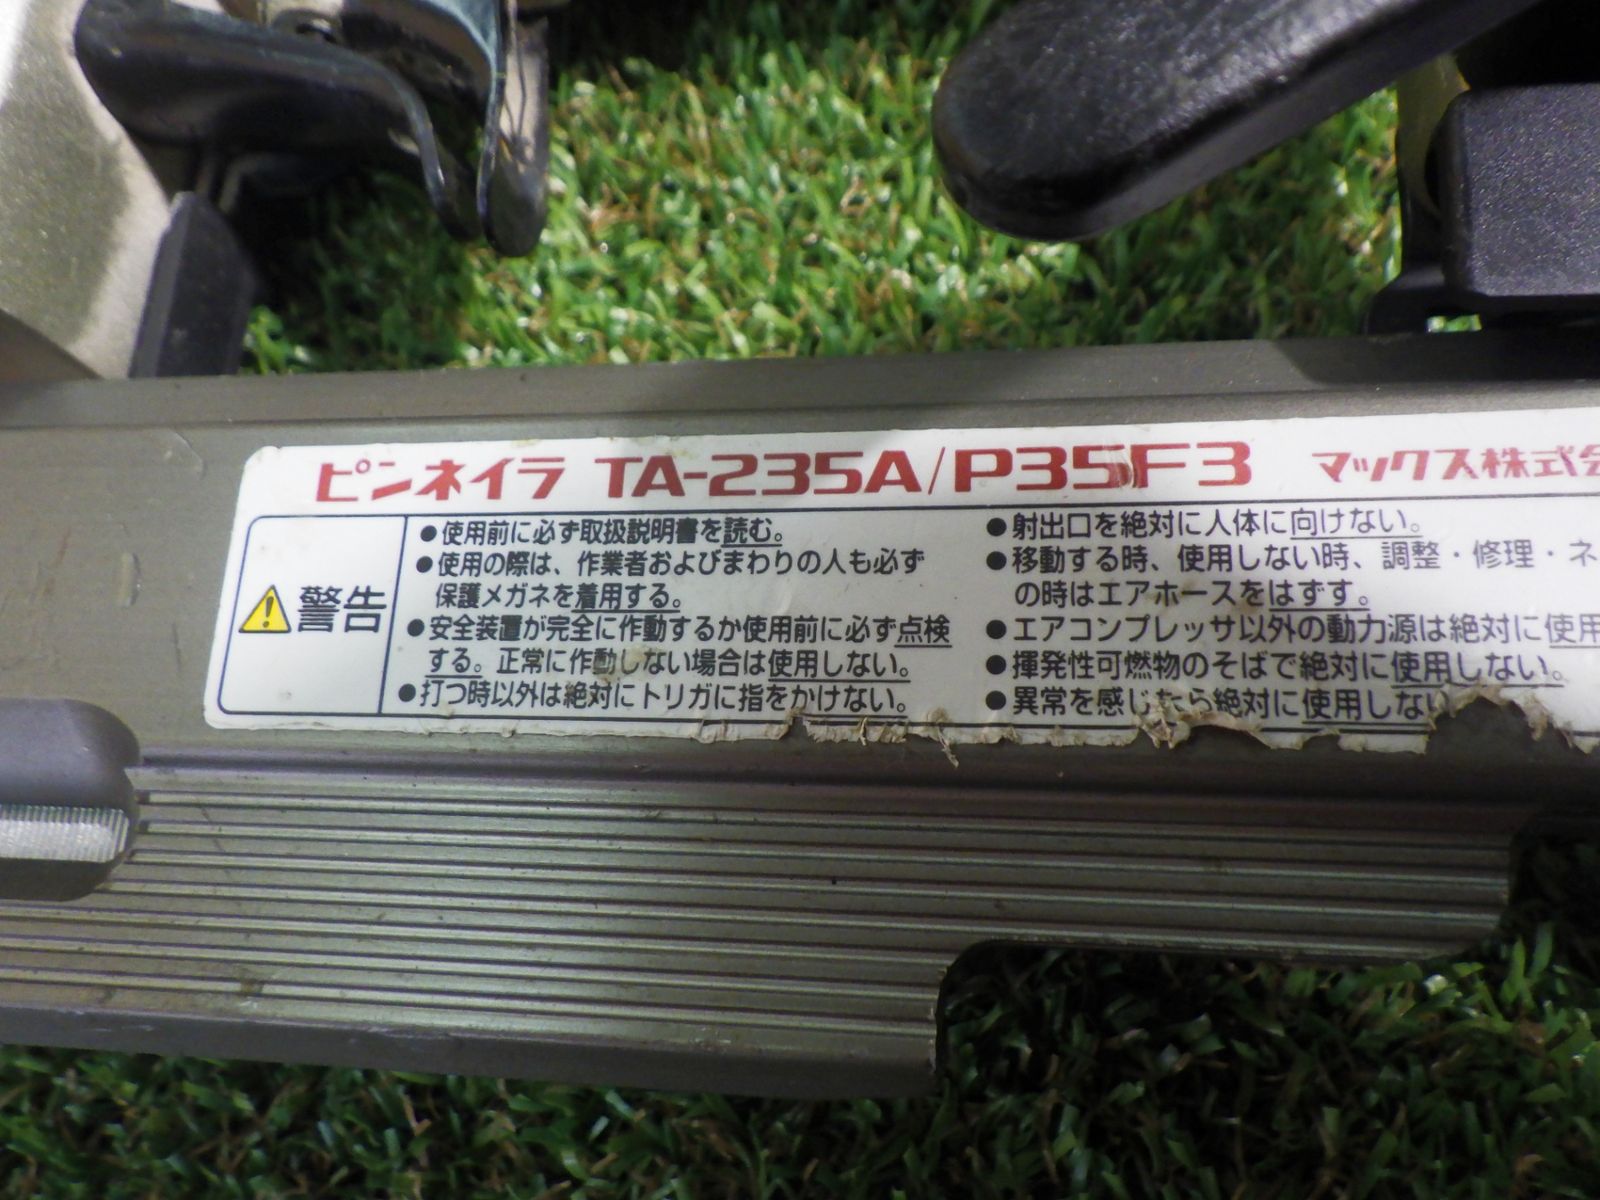 ピンネイラ TA-235A/P35F3 マックス株式会
警告
●使用前に必ず取扱説明書を読む。
●使用の際は、作業者およびまわりの人も必ず
保護メガネを着用する。
●安全装置が完全に作動するか使用前に必ず点検
する。正常に作動しない場合は使用しない。
●打つ時以外は絶対にトリガに指をかけない。
●射出口を絶対に人体に向けない。
●移動する時、使用しない時、調整・修理・ネ
の時はエアホースをはずす。
●エアコンプレッサ以外の動力源は絶対に使用
●揮発性可燃物のそばで絶対に使用しない。
●異常を感じたら絶対に使用しない